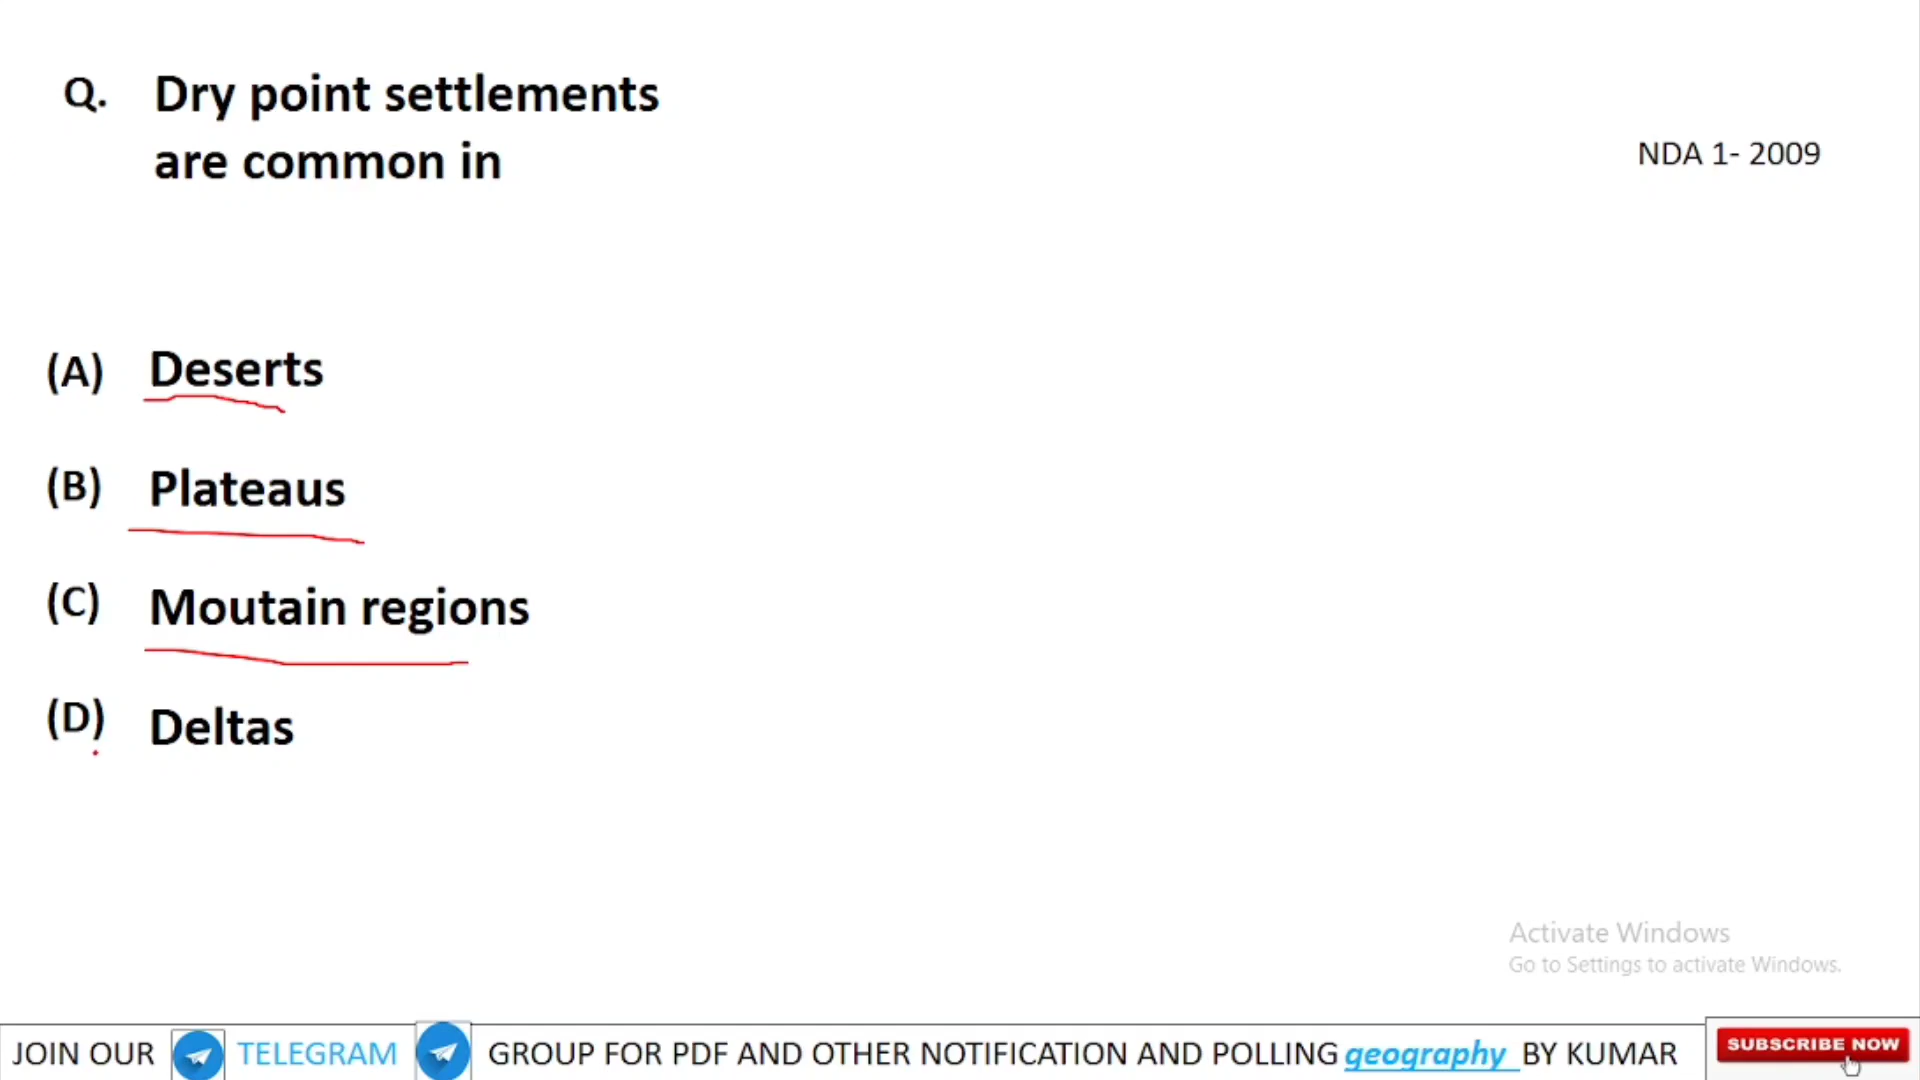 Q. Dry point settlements
are common in
NDA 1- 2009
(A) Deserts
(B) Plateaus
(C) Moutain regions
(D) Deltas
Activate Windows
Go to Settings to activate Windows.
JOIN OUR TELEGRAM GROUP FOR PDF AND OTHER NOTIFICATION AND POLLING geography BY KUMAR SUBSCRIBE NOW